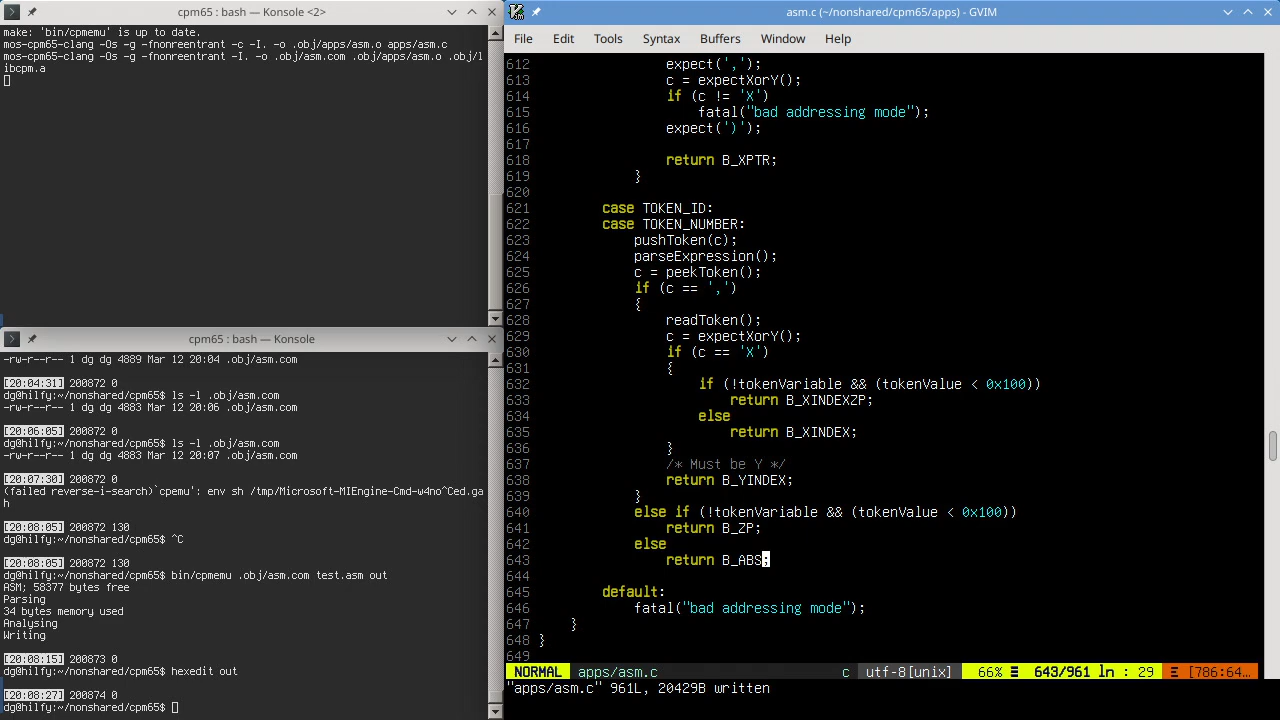 cpm65 : bash — Konsole <2>
make: 'bin/cpmemu' is up to date.
mos-cpm65-clang -Os -g -fnonreentrant -c -I. -o .obj/apps/asm.o apps/asm.c
mos-cpm65-clang -Os -g -fnonreentrant -I. -o .obj/asm.com .obj/apps/asm.o .obj/l
ibcpm.a
cpm65 : bash — Konsole
-rw-r--r-- 1 dg dg 4889 Mar 12 20:04 .obj/asm.com
[20:04:31] 200872 0
dg@hilfy:~/nonshared/cpm65$ ls -l .obj/asm.com
-rw-r--r-- 1 dg dg 4883 Mar 12 20:06 .obj/asm.com
[20:06:05] 200872 0
dg@hilfy:~/nonshared/cpm65$ ls -l .obj/asm.com
-rw-r--r-- 1 dg dg 4883 Mar 12 20:07 .obj/asm.com
[20:07:30] 200872 0
(failed reverse-i-search)`cpemu': env sh /tmp/Microsoft-MIEngine-Cmd-w4no^Ced.ga
h
[20:08:05] 200872 130
dg@hilfy:~/nonshared/cpm65$ ^C
[20:08:05] 200872 130
dg@hilfy:~/nonshared/cpm65$ bin/cpmemu .obj/asm.com test.asm out
ASM; 58377 bytes free
Parsing
34 bytes memory used
Analysing
Writing
[20:08:15] 200873 0
dg@hilfy:~/nonshared/cpm65$ hexedit out
[20:08:27] 200874 0
dg@hilfy:~/nonshared/cpm65$
asm.c (~/nonshared/cpm65/apps) - GVIM
File Edit Tools Syntax Buffers Window Help
612 expect(',');
613 c = expectXorY();
614 if (c != 'X')
615 fatal("bad addressing mode");
616 expect(')');
617
618 return B_XPTR;
619 }
620
621 case TOKEN_ID:
622 case TOKEN_NUMBER:
623 pushToken(c);
624 parseExpression();
625 c = peekToken();
626 if (c == ',')
627 {
628 readToken();
629 c = expectXorY();
630 if (c == 'X')
631 {
632 if (!tokenVariable && (tokenValue < 0x100))
633 return B_XINDEXZP;
634 else
635 return B_XINDEX;
636 }
637 /* Must be Y */
638 return B_YINDEX;
639 }
640 else if (!tokenVariable && (tokenValue < 0x100))
641 return B_ZP;
642 else
643 return B_ABS;
644
645 default:
646 fatal("bad addressing mode");
647 }
648 }
649
NORMAL apps/asm.c c utf-8[unix] 66% ☰ 643/961 ln : 29 Ξ [786:64…
"apps/asm.c" 961L, 20429B written